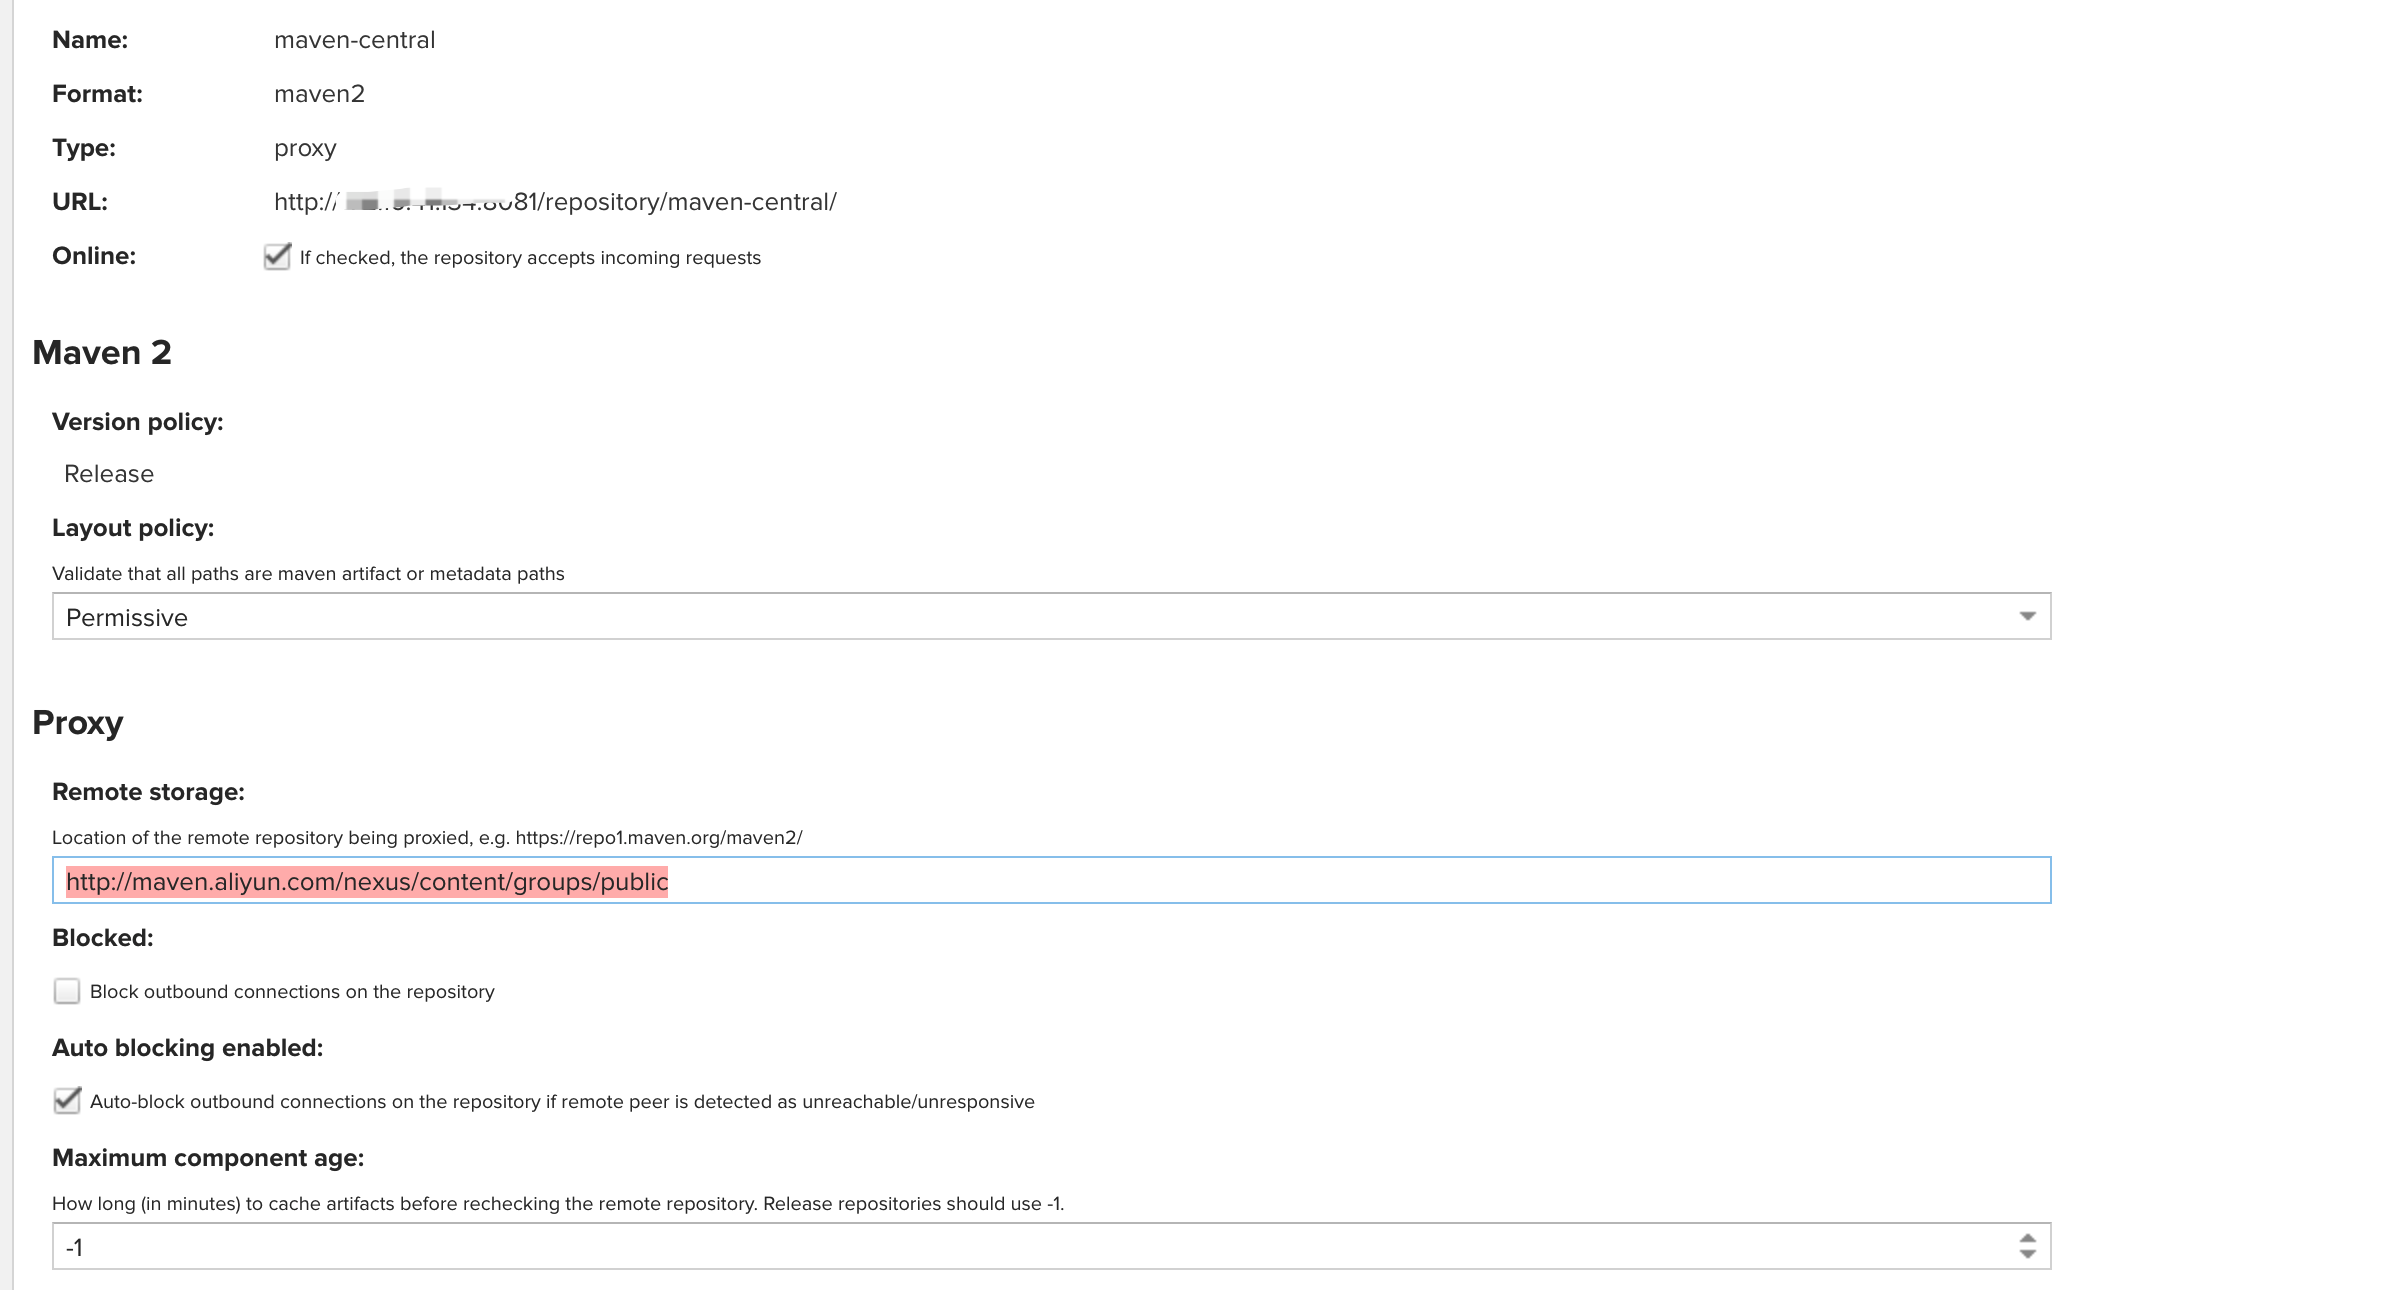 Name: maven-central
Format: maven2
Type: proxy
URL: http:// 81/repository/maven-central/
Online: If checked, the repository accepts incoming requests
Maven 2
Version policy:
Release
Layout policy:
Validate that all paths are maven artifact or metadata paths
Permissive
Proxy
Remote storage:
Location of the remote repository being proxied, e.g. https://repo1.maven.org/maven2/
http://maven.aliyun.com/nexus/content/groups/public
Blocked:
Block outbound connections on the repository
Auto blocking enabled:
Auto-block outbound connections on the repository if remote peer is detected as unreachable/unresponsive
Maximum component age:
How long (in minutes) to cache artifacts before rechecking the remote repository. Release repositories should use -1.
-1